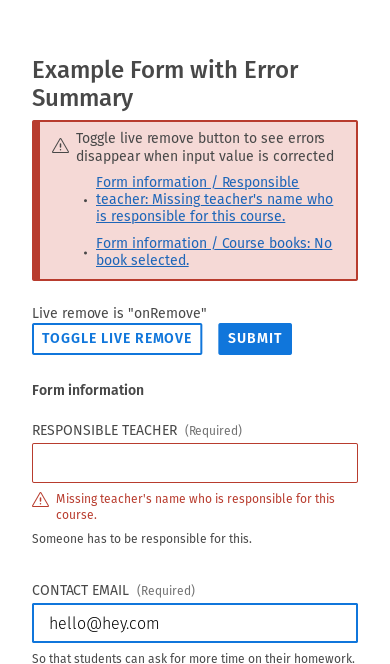 Example Form with Error
Summary
Toggle live remove button to see errors
disappear when input value is corrected
Form information / Responsible
teacher: Missing teacher's name who
is responsible for this course.
Form information / Course books: No
book selected.
Live remove is "onRemove"
TOGGLE LIVE REMOVE
SUBMIT
Form information
RESPONSIBLE TEACHER (Required)
Missing teacher's name who is responsible for this
course.
Someone has to be responsible for this.
CONTACT EMAIL (Required)
hello@hey.com
So that students can ask for more time on their homework.